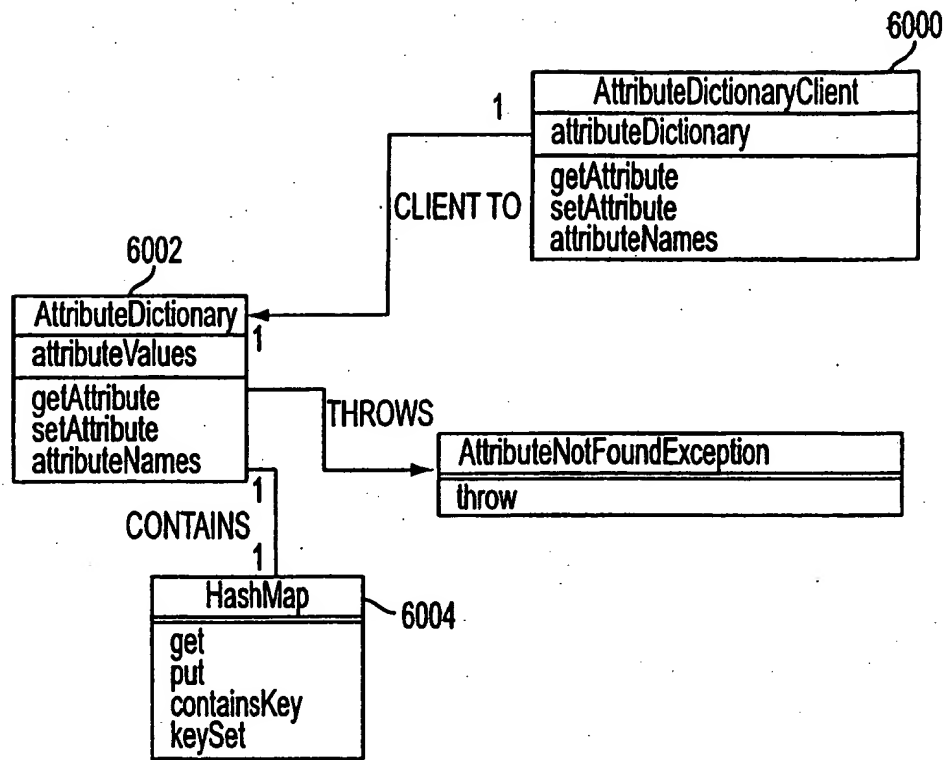 6000
AttributeDictionaryClient
1
attributeDictionary
getAttribute
CLIENT TO
setAttribute
attributeNames
6002
AttributeDictionary
1
attributeValues
getAttribute
THROWS
setAttribute
attributeNames
AttributeNotFoundException
1
throw
CONTAINS
1
HashMap
6004
get
put
containsKey
keySet